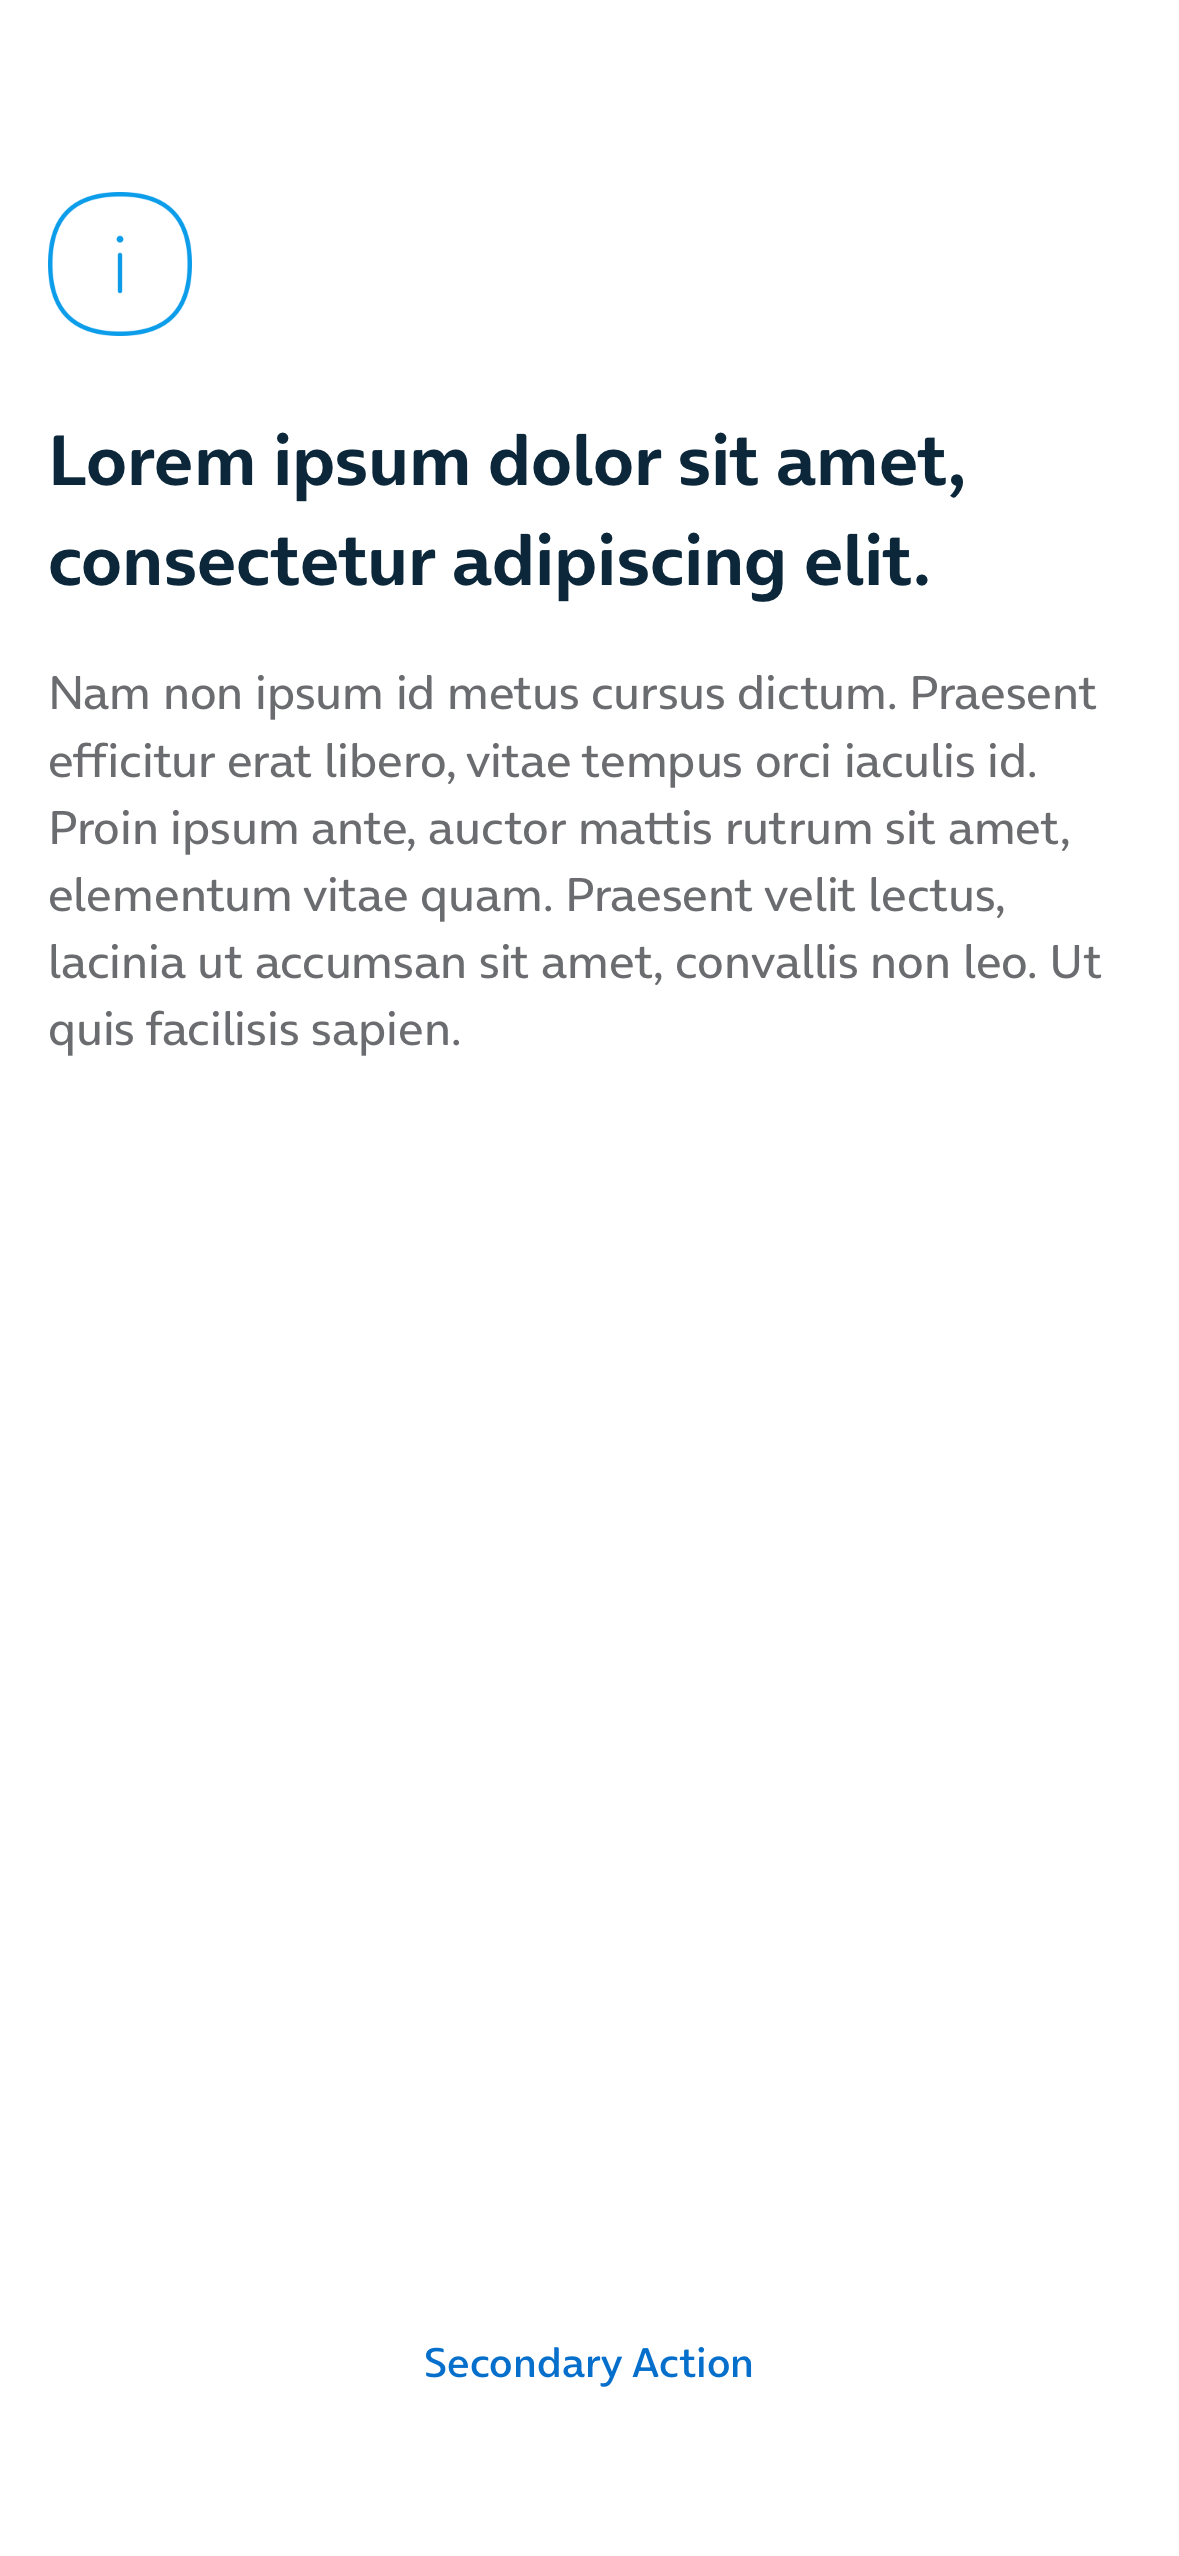 i
Lorem ipsum dolor sit amet,
consectetur adipiscing elit.
Nam non ipsum id metus cursus dictum. Praesent
efficitur erat libero, vitae tempus orci iaculis id.
Proin ipsum ante, auctor mattis rutrum sit amet,
elementum vitae quam. Praesent velit lectus,
lacinia ut accumsan sit amet, convallis non leo. Ut
quis facilisis sapien.
Secondary Action